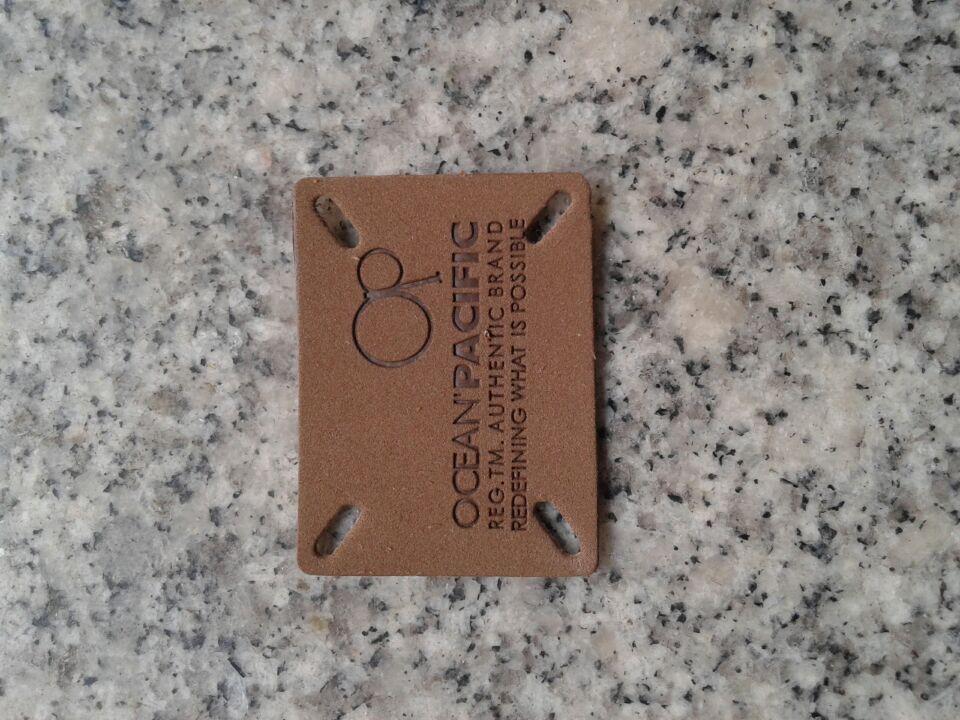 op
OCEAN'PACIFIC
REG.TM. AUTHENTIC BRAND
REDEFINING WHAT IS POSSIBLE